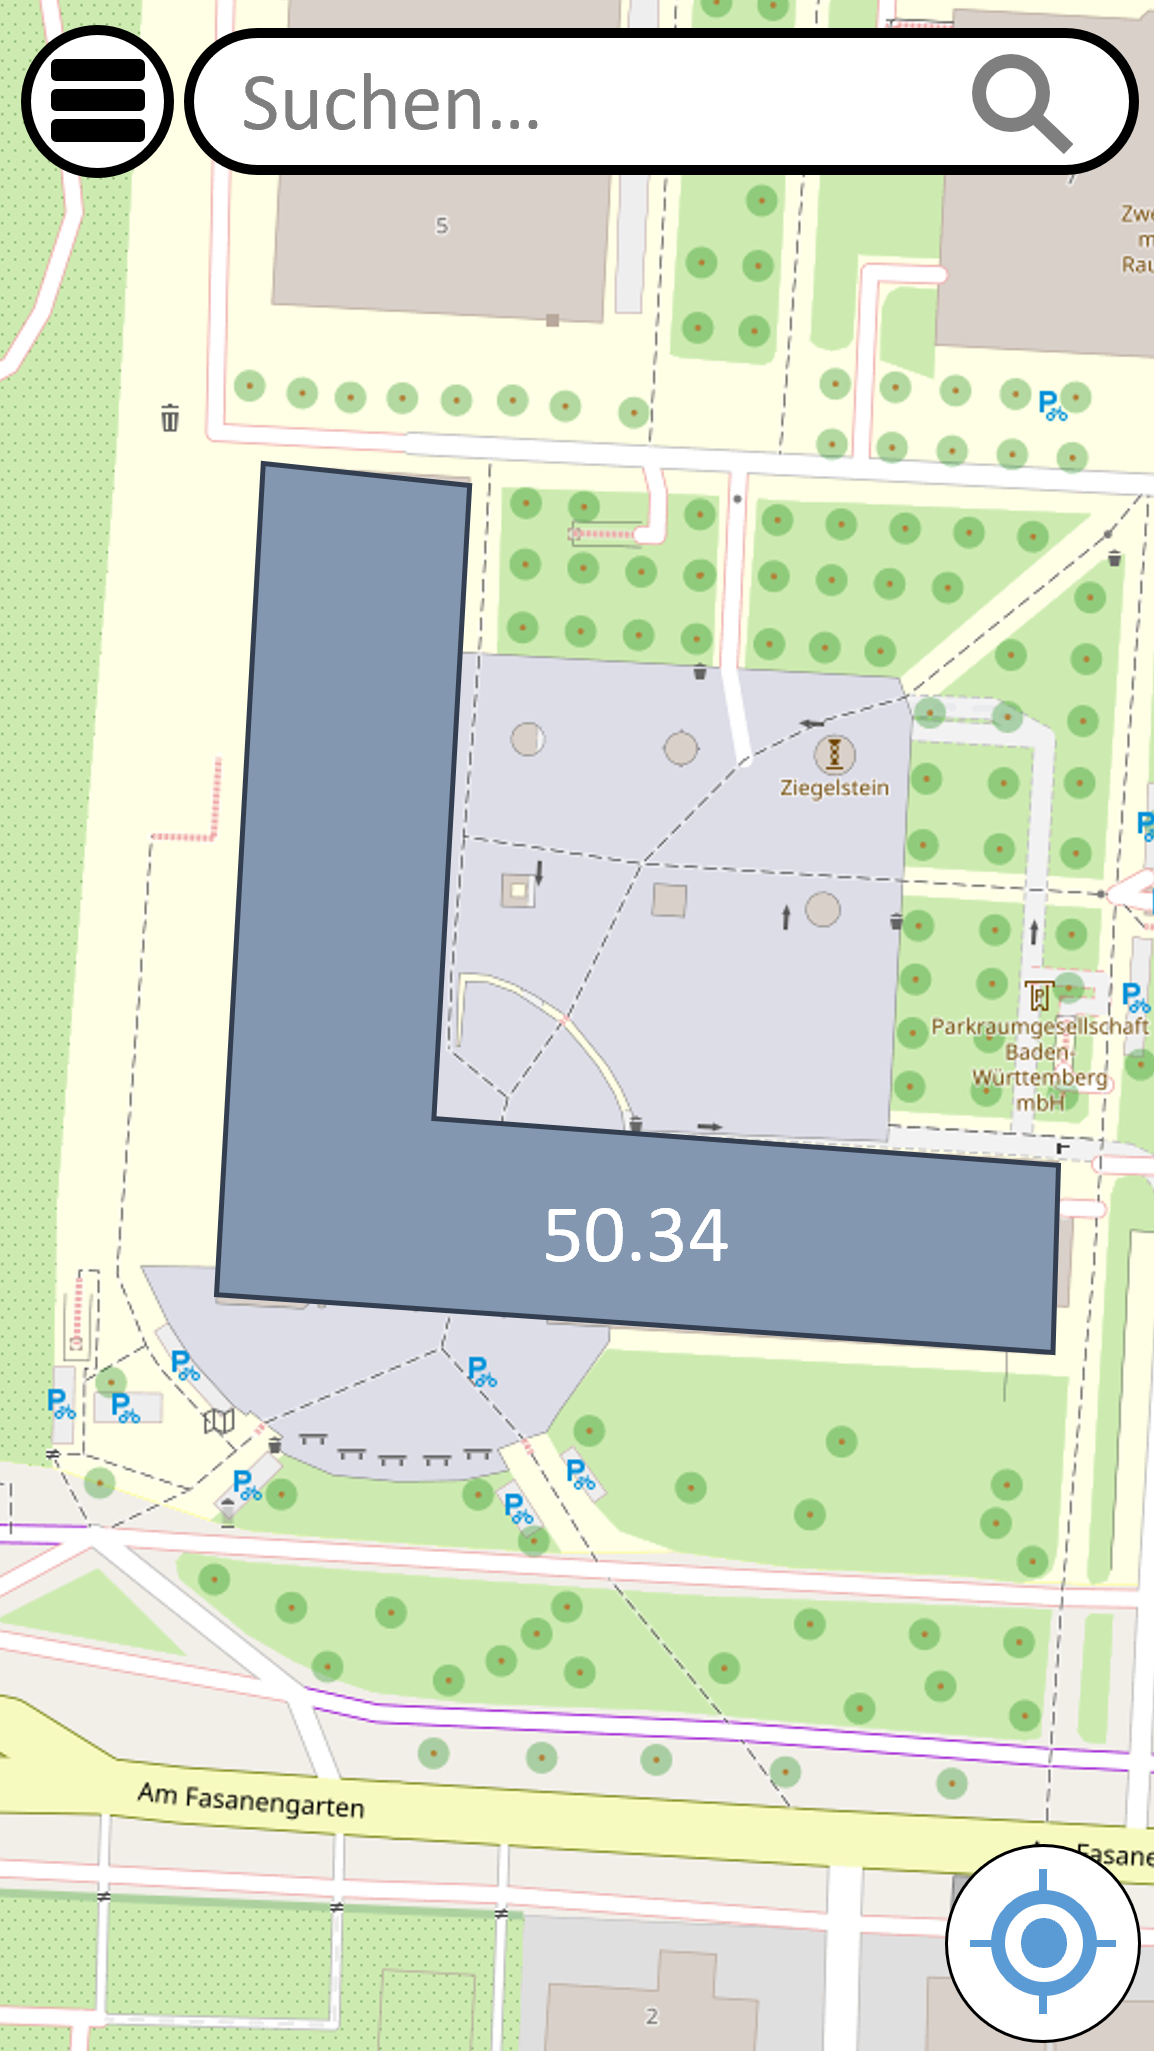 Suchen...
5
Ziegelstein
Parkraumgesellschaft
Baden-
Württemberg
mbH
50.34
Am Fasanengarten
2
P
P
P
P
P
P
P
P
P
P